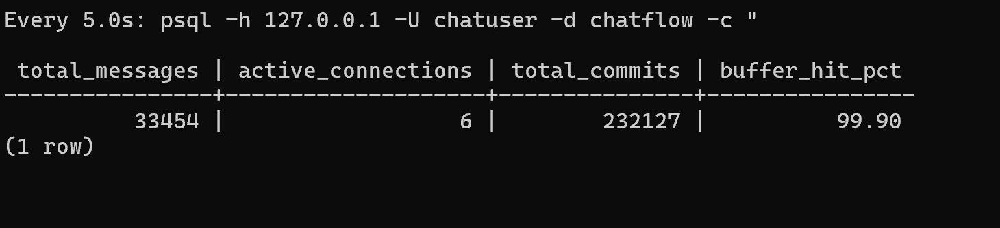 Every 5.0s: psql -h 127.0.0.1 -U chatuser -d chatflow -c "
 total_messages | active_connections | total_commits | buffer_hit_pct
----------------+--------------------+---------------+----------------
          33454 |                  6 |        232127 |          99.90
(1 row)